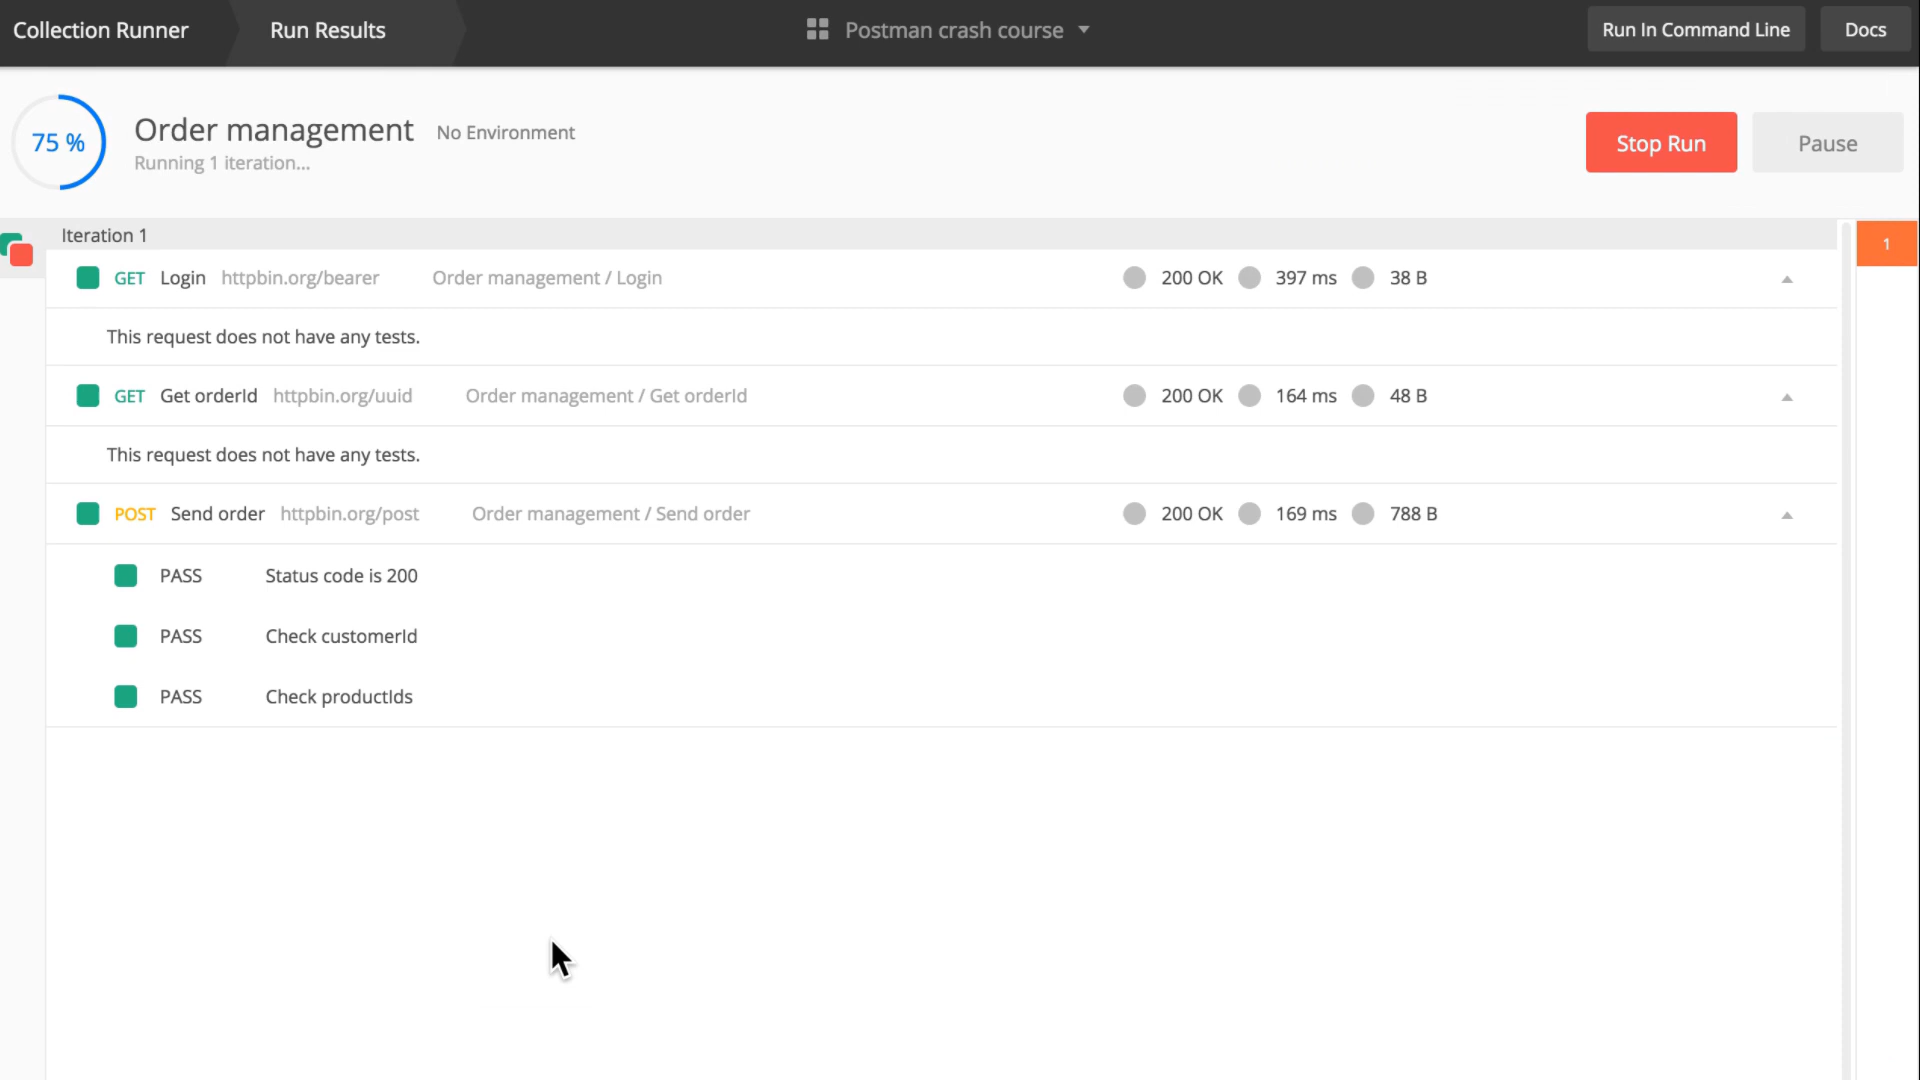 Collection Runner
Run Results
Postman crash course
Run In Command Line
Docs
75 %
Order management
No Environment
Running 1 iteration...
Stop Run
Pause
Iteration 1
1
GET Login httpbin.org/bearer Order management / Login 200 OK 397 ms 38 B
This request does not have any tests.
GET Get orderId httpbin.org/uuid Order management / Get orderId 200 OK 164 ms 48 B
This request does not have any tests.
POST Send order httpbin.org/post Order management / Send order 200 OK 169 ms 788 B
PASS Status code is 200
PASS Check customerId
PASS Check productIds